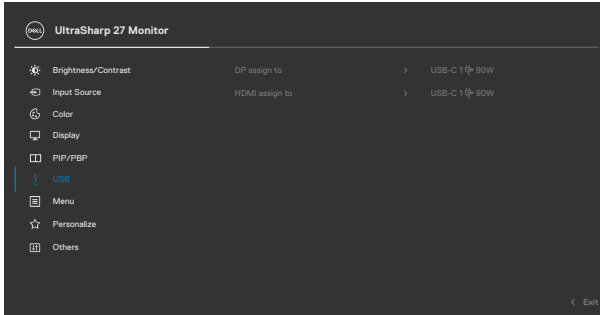 DELL UltraSharp 27 Monitor
Brightness/Contrast DP assign to > USB-C 1 90W
Input Source HDMI assign to > USB-C 1 90W
Color
Display
PIP/PBP
USB
Menu
Personalize
Others
< Exit